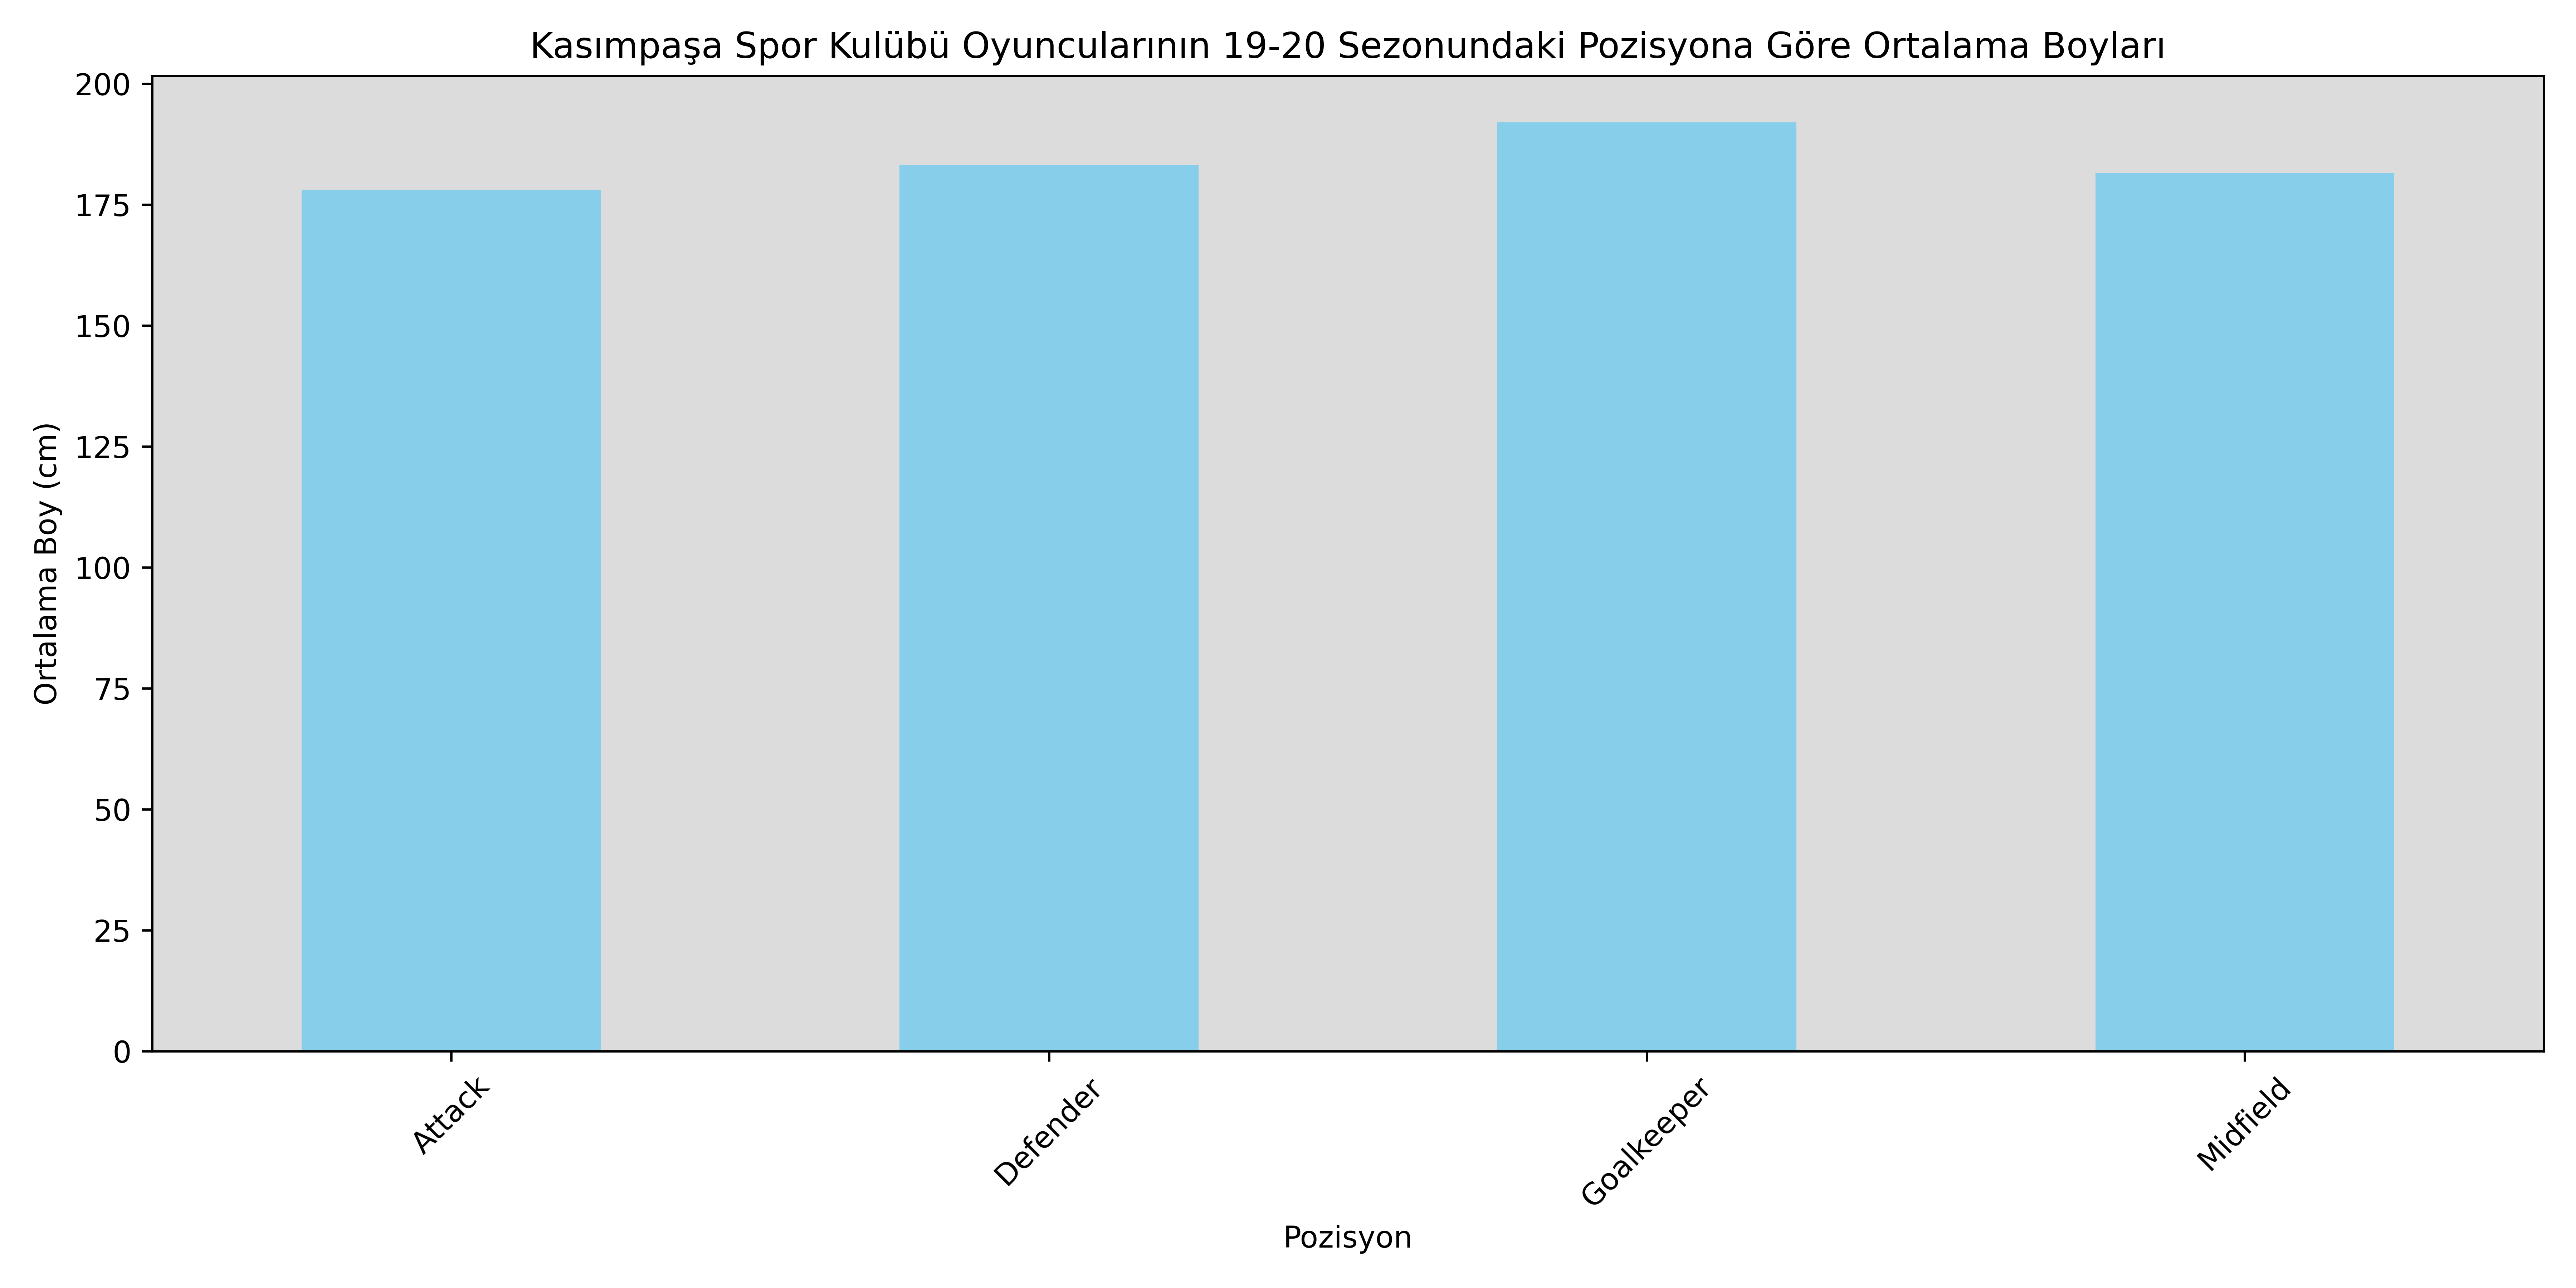 Kasımpaşa Spor Kulübü Oyuncularının 19-20 Sezonundaki Pozisyona Göre Ortalama Boyları
Ortalama Boy (cm)
200
175
150
125
100
75
50
25
0
Attack
Defender
Goalkeeper
Midfield
Pozisyon